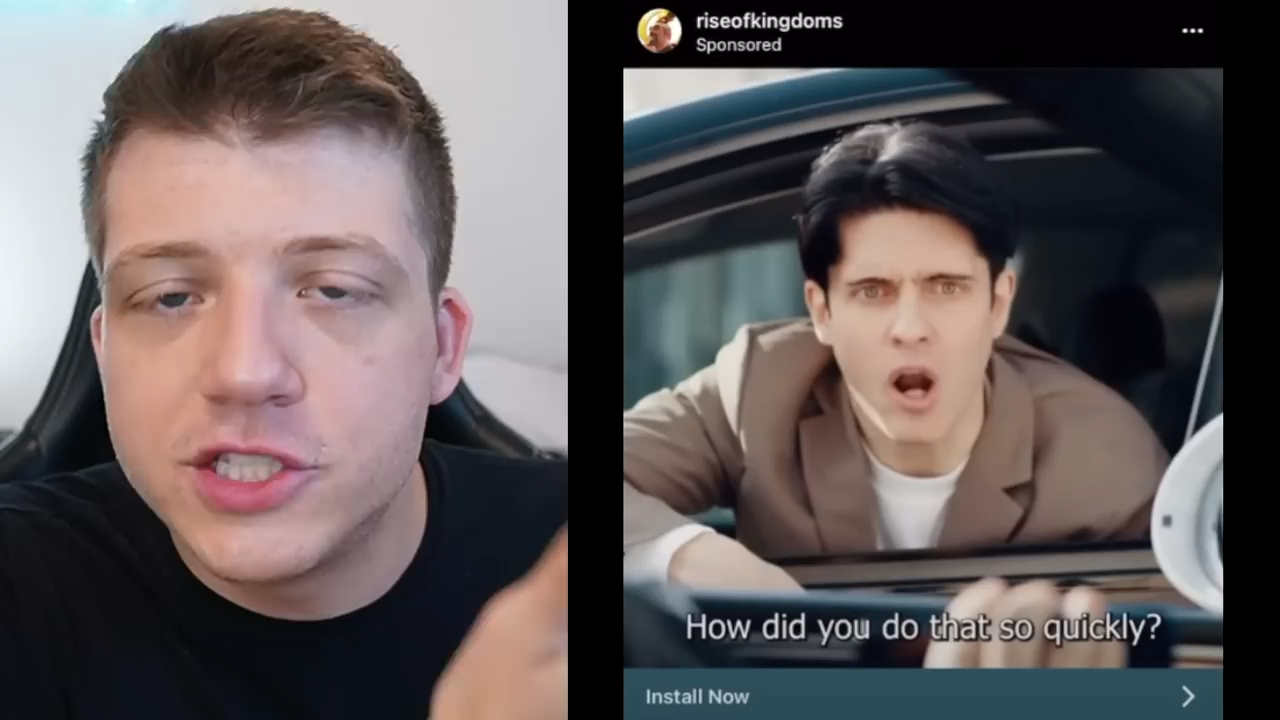 riseofkingdoms
Sponsored
How did you do that so quickly?
Install Now